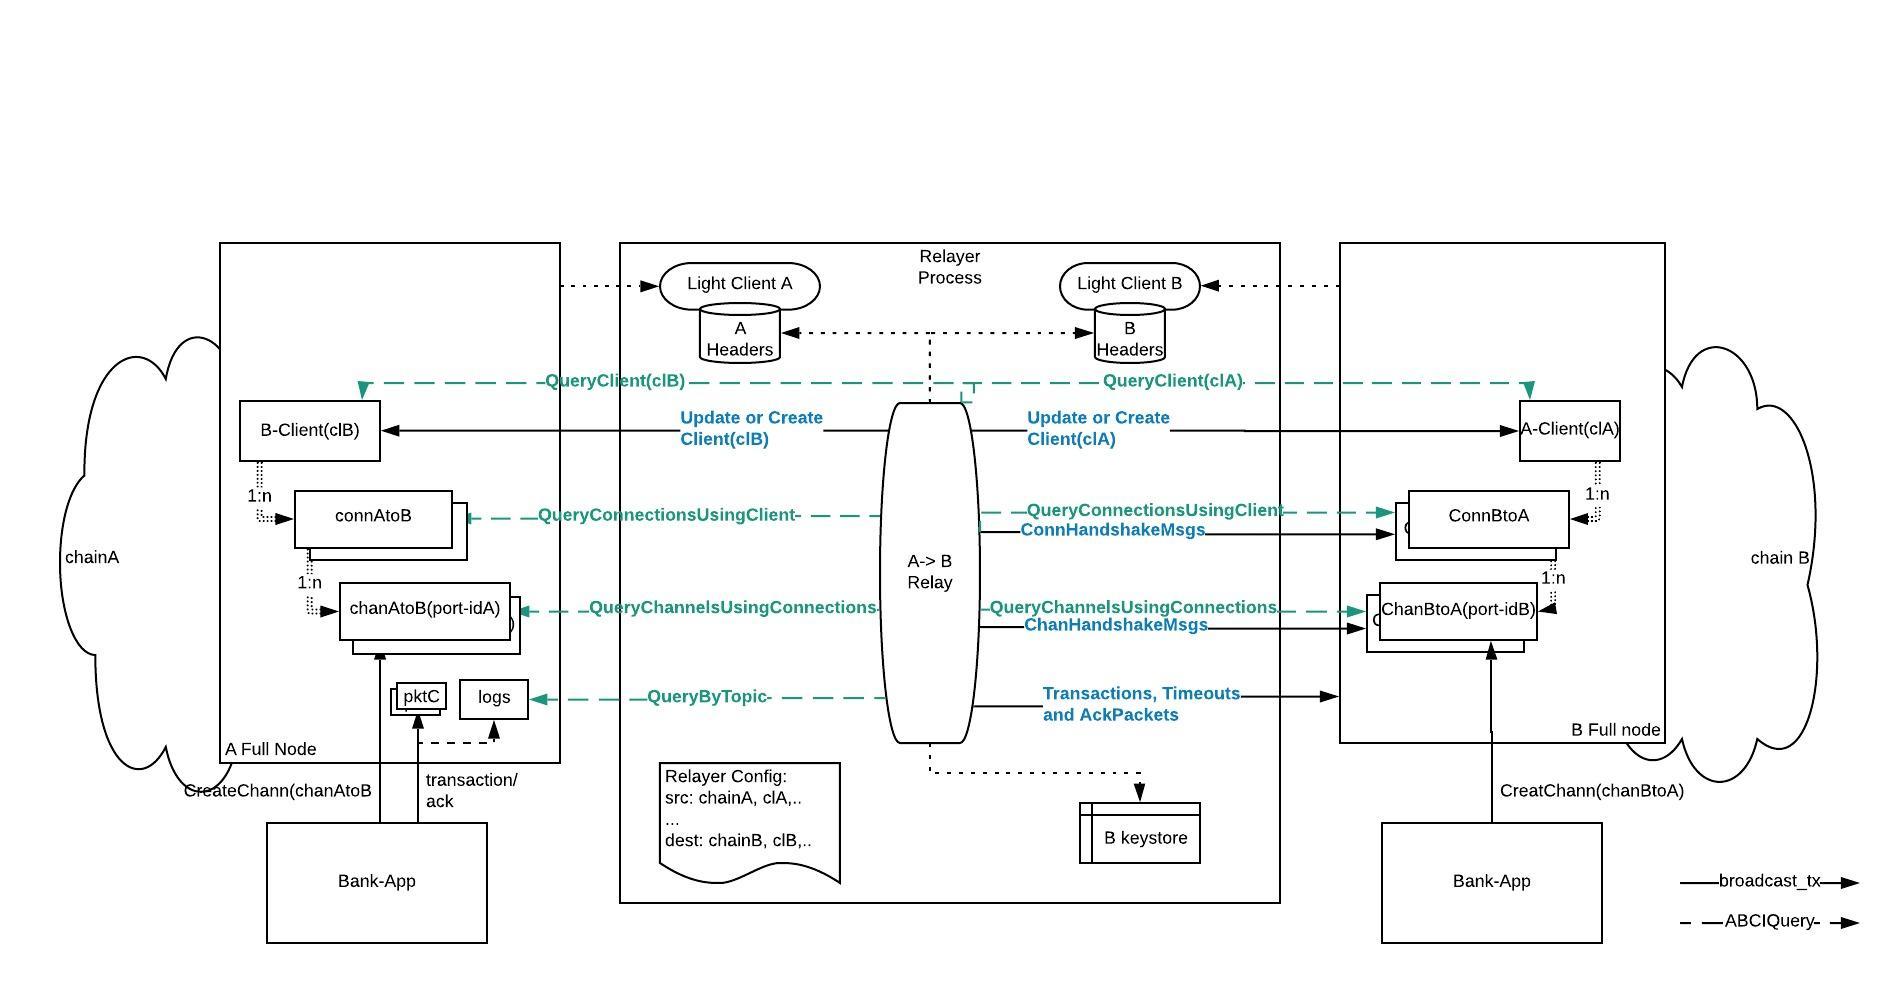 Relayer
Process
Light Client A
Light Client B
A
Headers
B
Headers
QueryClient(clB)
QueryClient(clA)
B-Client(clB)
Update or Create
Client(clB)
Update or Create
Client(clA)
A-Client(clA)
1:n
1:n
connAtoB
QueryConnectionsUsingClient
QueryConnectionsUsingClient
ConnHandshakeMsgs
ConnBtoA
chainA
A-> B
Relay
chain B
1:n
1:n
chanAtoB(port-idA)
QueryChannelsUsingConnections
QueryChannelsUsingConnections
ChanHandshakeMsgs
ChanBtoA(port-idB)
pktC
logs
QueryByTopic
Transactions, Timeouts
and AckPackets
A Full Node
B Full node
CreateChann(chanAtoB
transaction/
ack
Relayer Config:
src: chainA, clA,..
...
dest: chainB, clB,..
B keystore
CreatChann(chanBtoA)
Bank-App
Bank-App
broadcast_tx
ABCIQuery